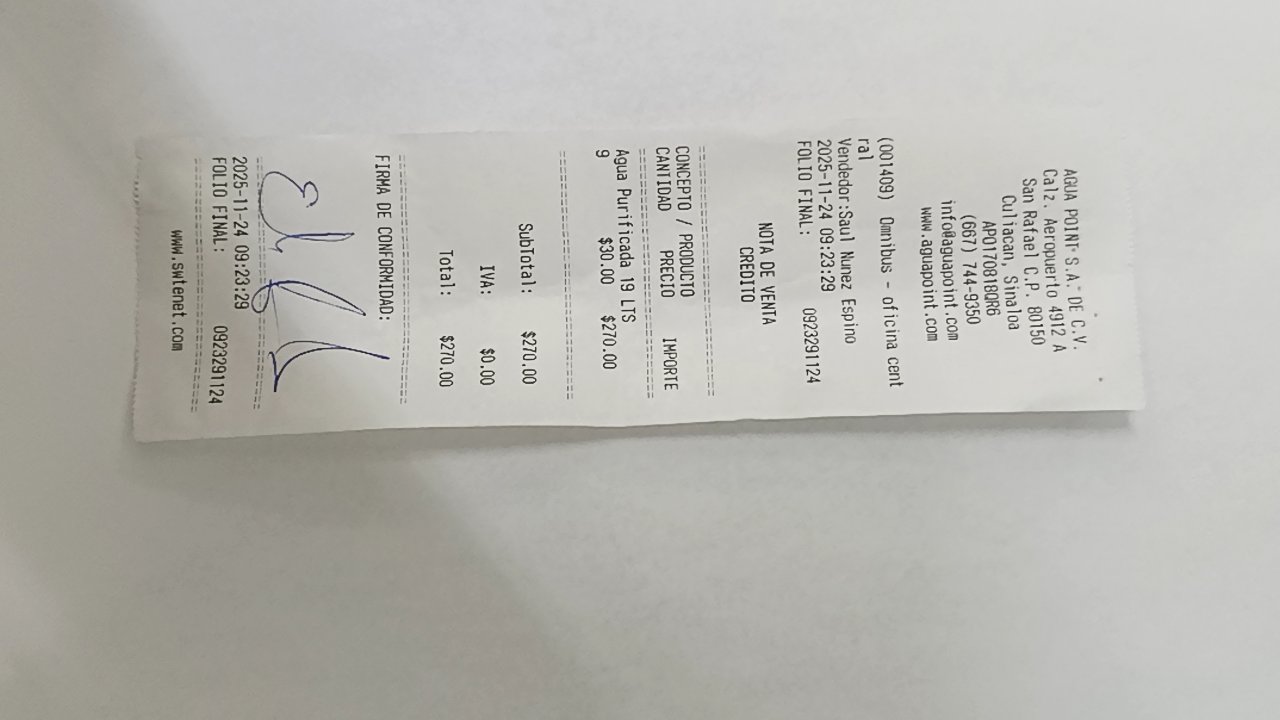 AGUA POINT S.A. DE C.V.
Calz. Aeropuerto 4912 A
San Rafael C.P. 80150
Culiacan, Sinaloa
APO170819QR6
(667) 744-9350
info@aguapoint.com
www.aguapoint.com
(001409) Omnibus - oficina cent
ral
Vendedor:Saul Nunez Espino
2025-11-24 09:23:29
FOLIO FINAL: 0923291124
NOTA DE VENTA
CREDITO
CONCEPTO / PRODUCTO
CANTIDAD PRECIO IMPORTE
Agua Purificada 19 LTS
9 $30.00 $270.00
SubTotal: $270.00
IVA: $0.00
Total: $270.00
FIRMA DE CONFORMIDAD:
2025-11-24 09:23:29
FOLIO FINAL: 0923291124
www.swtenet.com